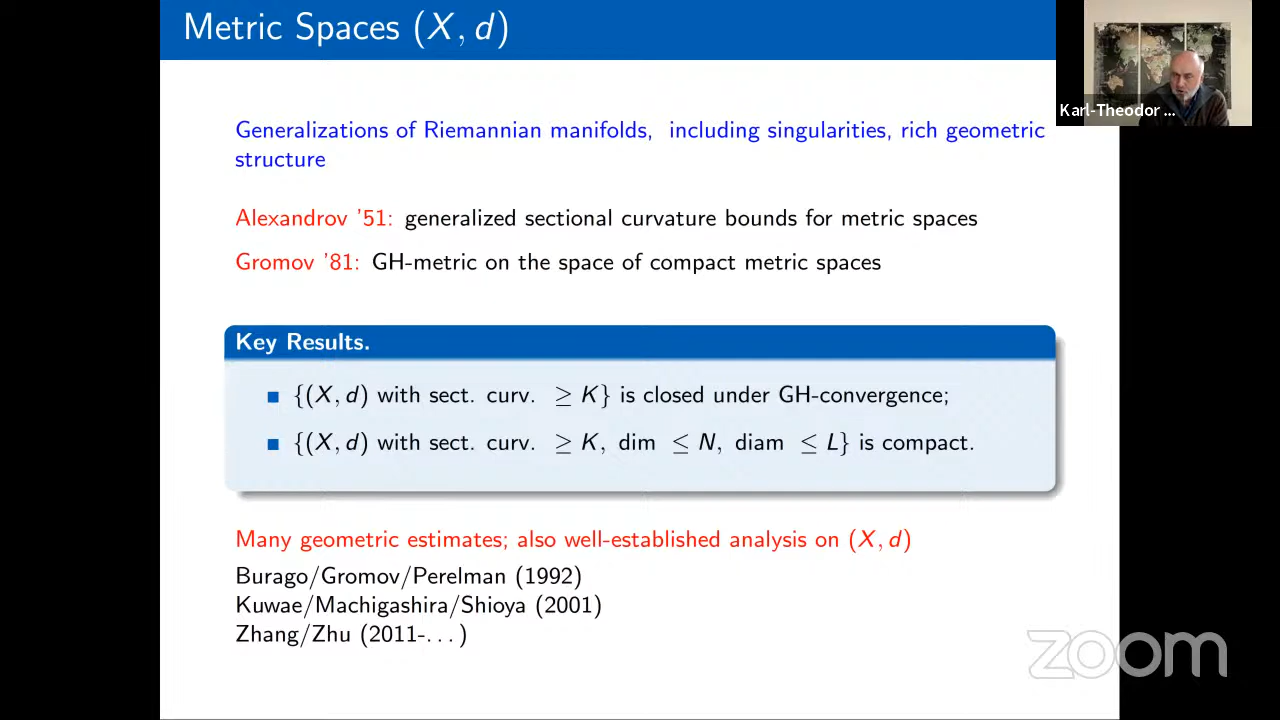 Metric Spaces (X, d)
Karl-Theodor ...
Generalizations of Riemannian manifolds, including singularities, rich geometric
structure
Alexandrov '51: generalized sectional curvature bounds for metric spaces
Gromov '81: GH-metric on the space of compact metric spaces
Key Results.
{(X, d) with sect. curv. ≥ K} is closed under GH-convergence;
{(X, d) with sect. curv. ≥ K, dim ≤ N, diam ≤ L} is compact.
Many geometric estimates; also well-established analysis on (X, d)
Burago/Gromov/Perelman (1992)
Kuwae/Machigashira/Shioya (2001)
Zhang/Zhu (2011-...)
zoom